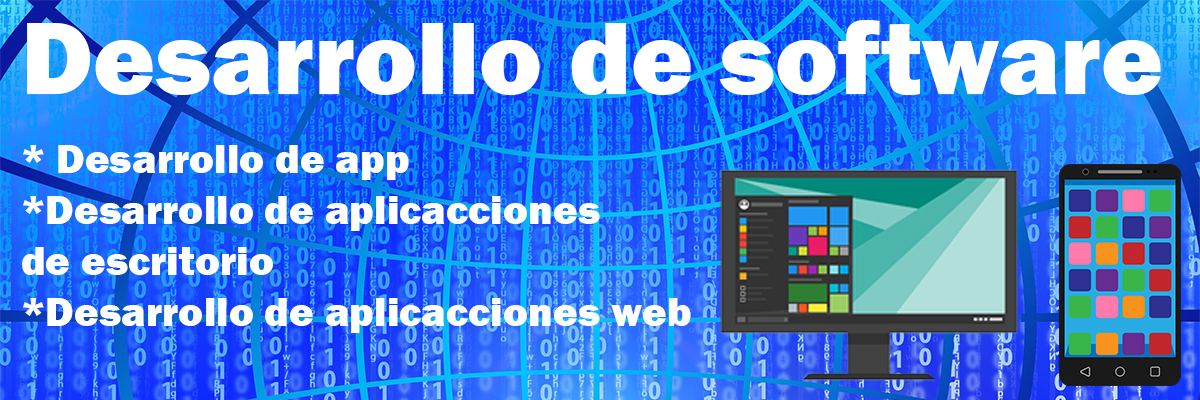 Desarrollo de software
* Desarrollo de app
*Desarrollo de aplicacciones
de escritorio
*Desarrollo de aplicacciones web